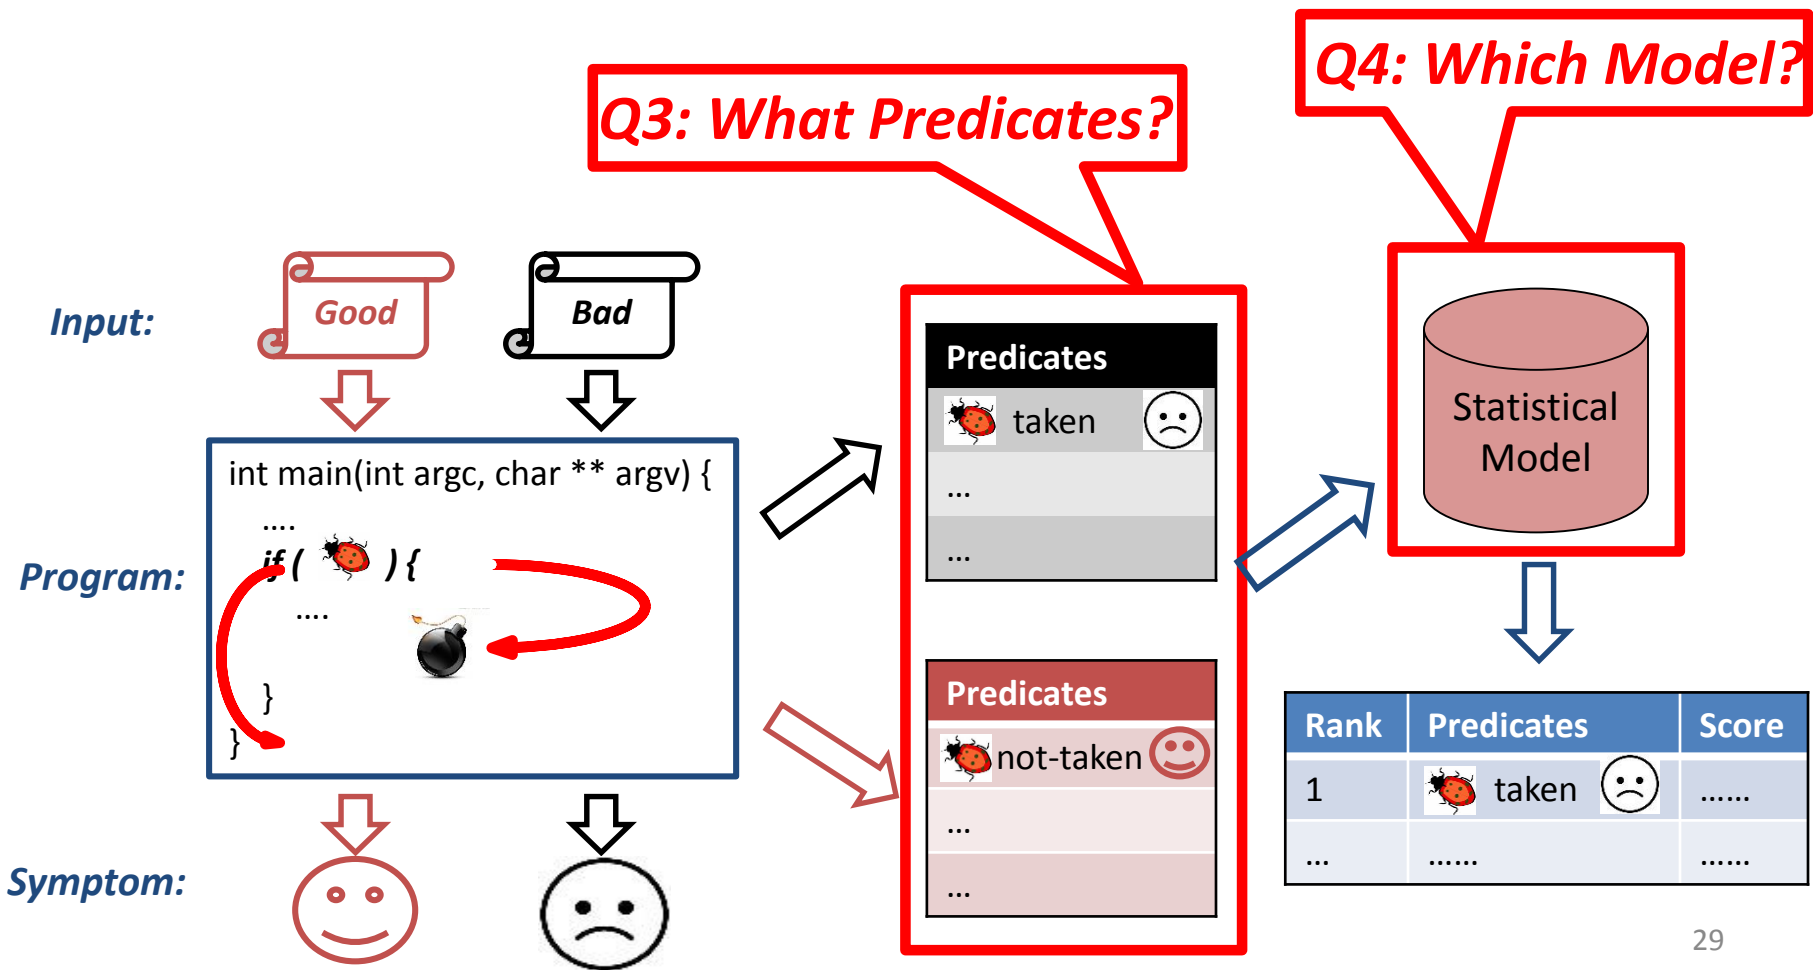 Q4: Which Model?
Q3: What Predicates?
Input:
Good
Bad
Program:
int main(int argc, char ** argv) {
....
if ( ) {
....
}
}
Symptom:
Predicates
taken
...
...
Predicates
not-taken
...
...
Statistical
Model
Rank Predicates Score
1 taken ......
... ...... ......
29